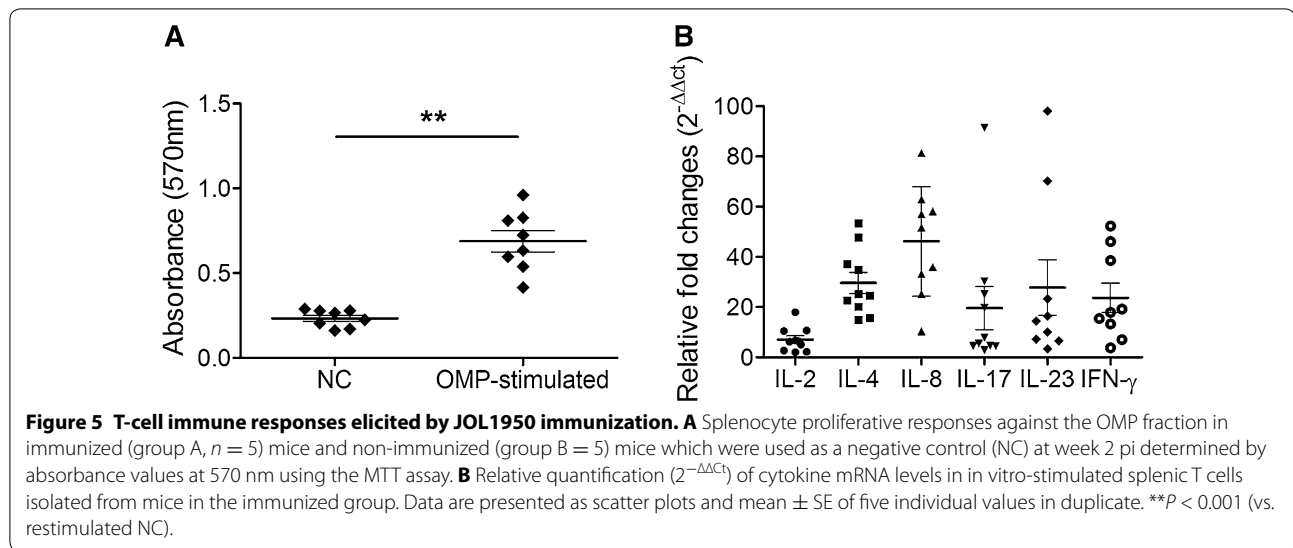 A
B
1.5
1.0
0.5
0.0
Absorbance (570nm)
**
NC
OMP-stimulated
Relative fold changes (2-ΔΔct)
100
80
60
40
20
0
IL-2
IL-4
IL-8
IL-17
IL-23
IFN-γ
Figure 5 T-cell immune responses elicited by JOL1950 immunization. A Splenocyte proliferative responses against the OMP fraction in
immunized (group A, n = 5) mice and non-immunized (group B = 5) mice which were used as a negative control (NC) at week 2 pi determined by
absorbance values at 570 nm using the MTT assay. B Relative quantification (2−ΔΔCt) of cytokine mRNA levels in in vitro-stimulated splenic T cells
isolated from mice in the immunized group. Data are presented as scatter plots and mean ± SE of five individual values in duplicate. **P < 0.001 (vs.
restimulated NC).